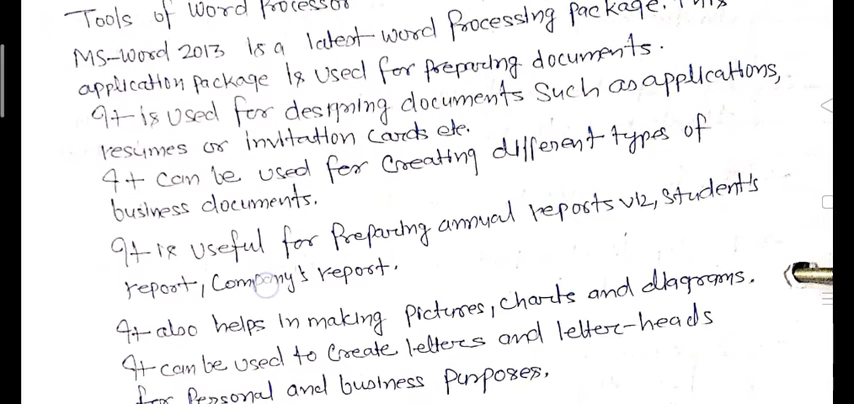 Tools of Word Processor
MS-Word 2013 is a latest word Processing package. This
application package is used for preparing documents.
It is used for designing documents such as applications,
resumes or invitation cards etc.
It can be used for creating different types of
business documents.
It is useful for Preparing annual reports viz, student's
report, Company's report.
It also helps in making pictures, charts and diagrams.
It can be used to create letters and letter-heads
for Personal and business purposes.